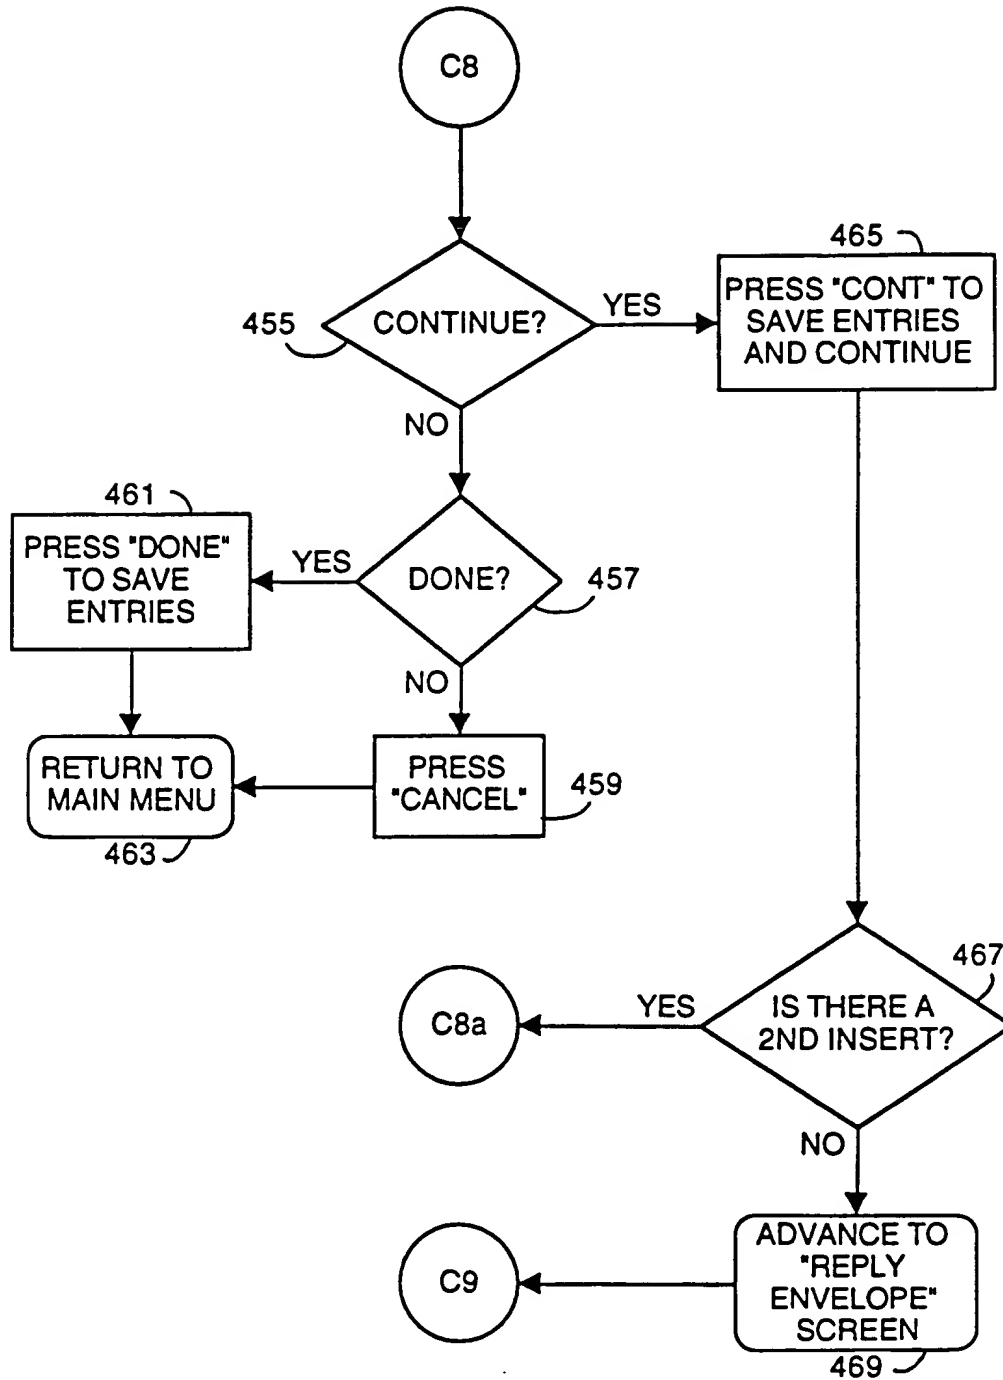 C8
465
PRESS "CONT" TO
SAVE ENTRIES
AND CONTINUE
455
CONTINUE?
YES
NO
461
PRESS "DONE"
TO SAVE
ENTRIES
YES
DONE?
457
NO
RETURN TO
MAIN MENU
463
PRESS
"CANCEL"
459
467
IS THERE A
2ND INSERT?
YES
C8a
NO
ADVANCE TO
"REPLY
ENVELOPE"
SCREEN
469
C9